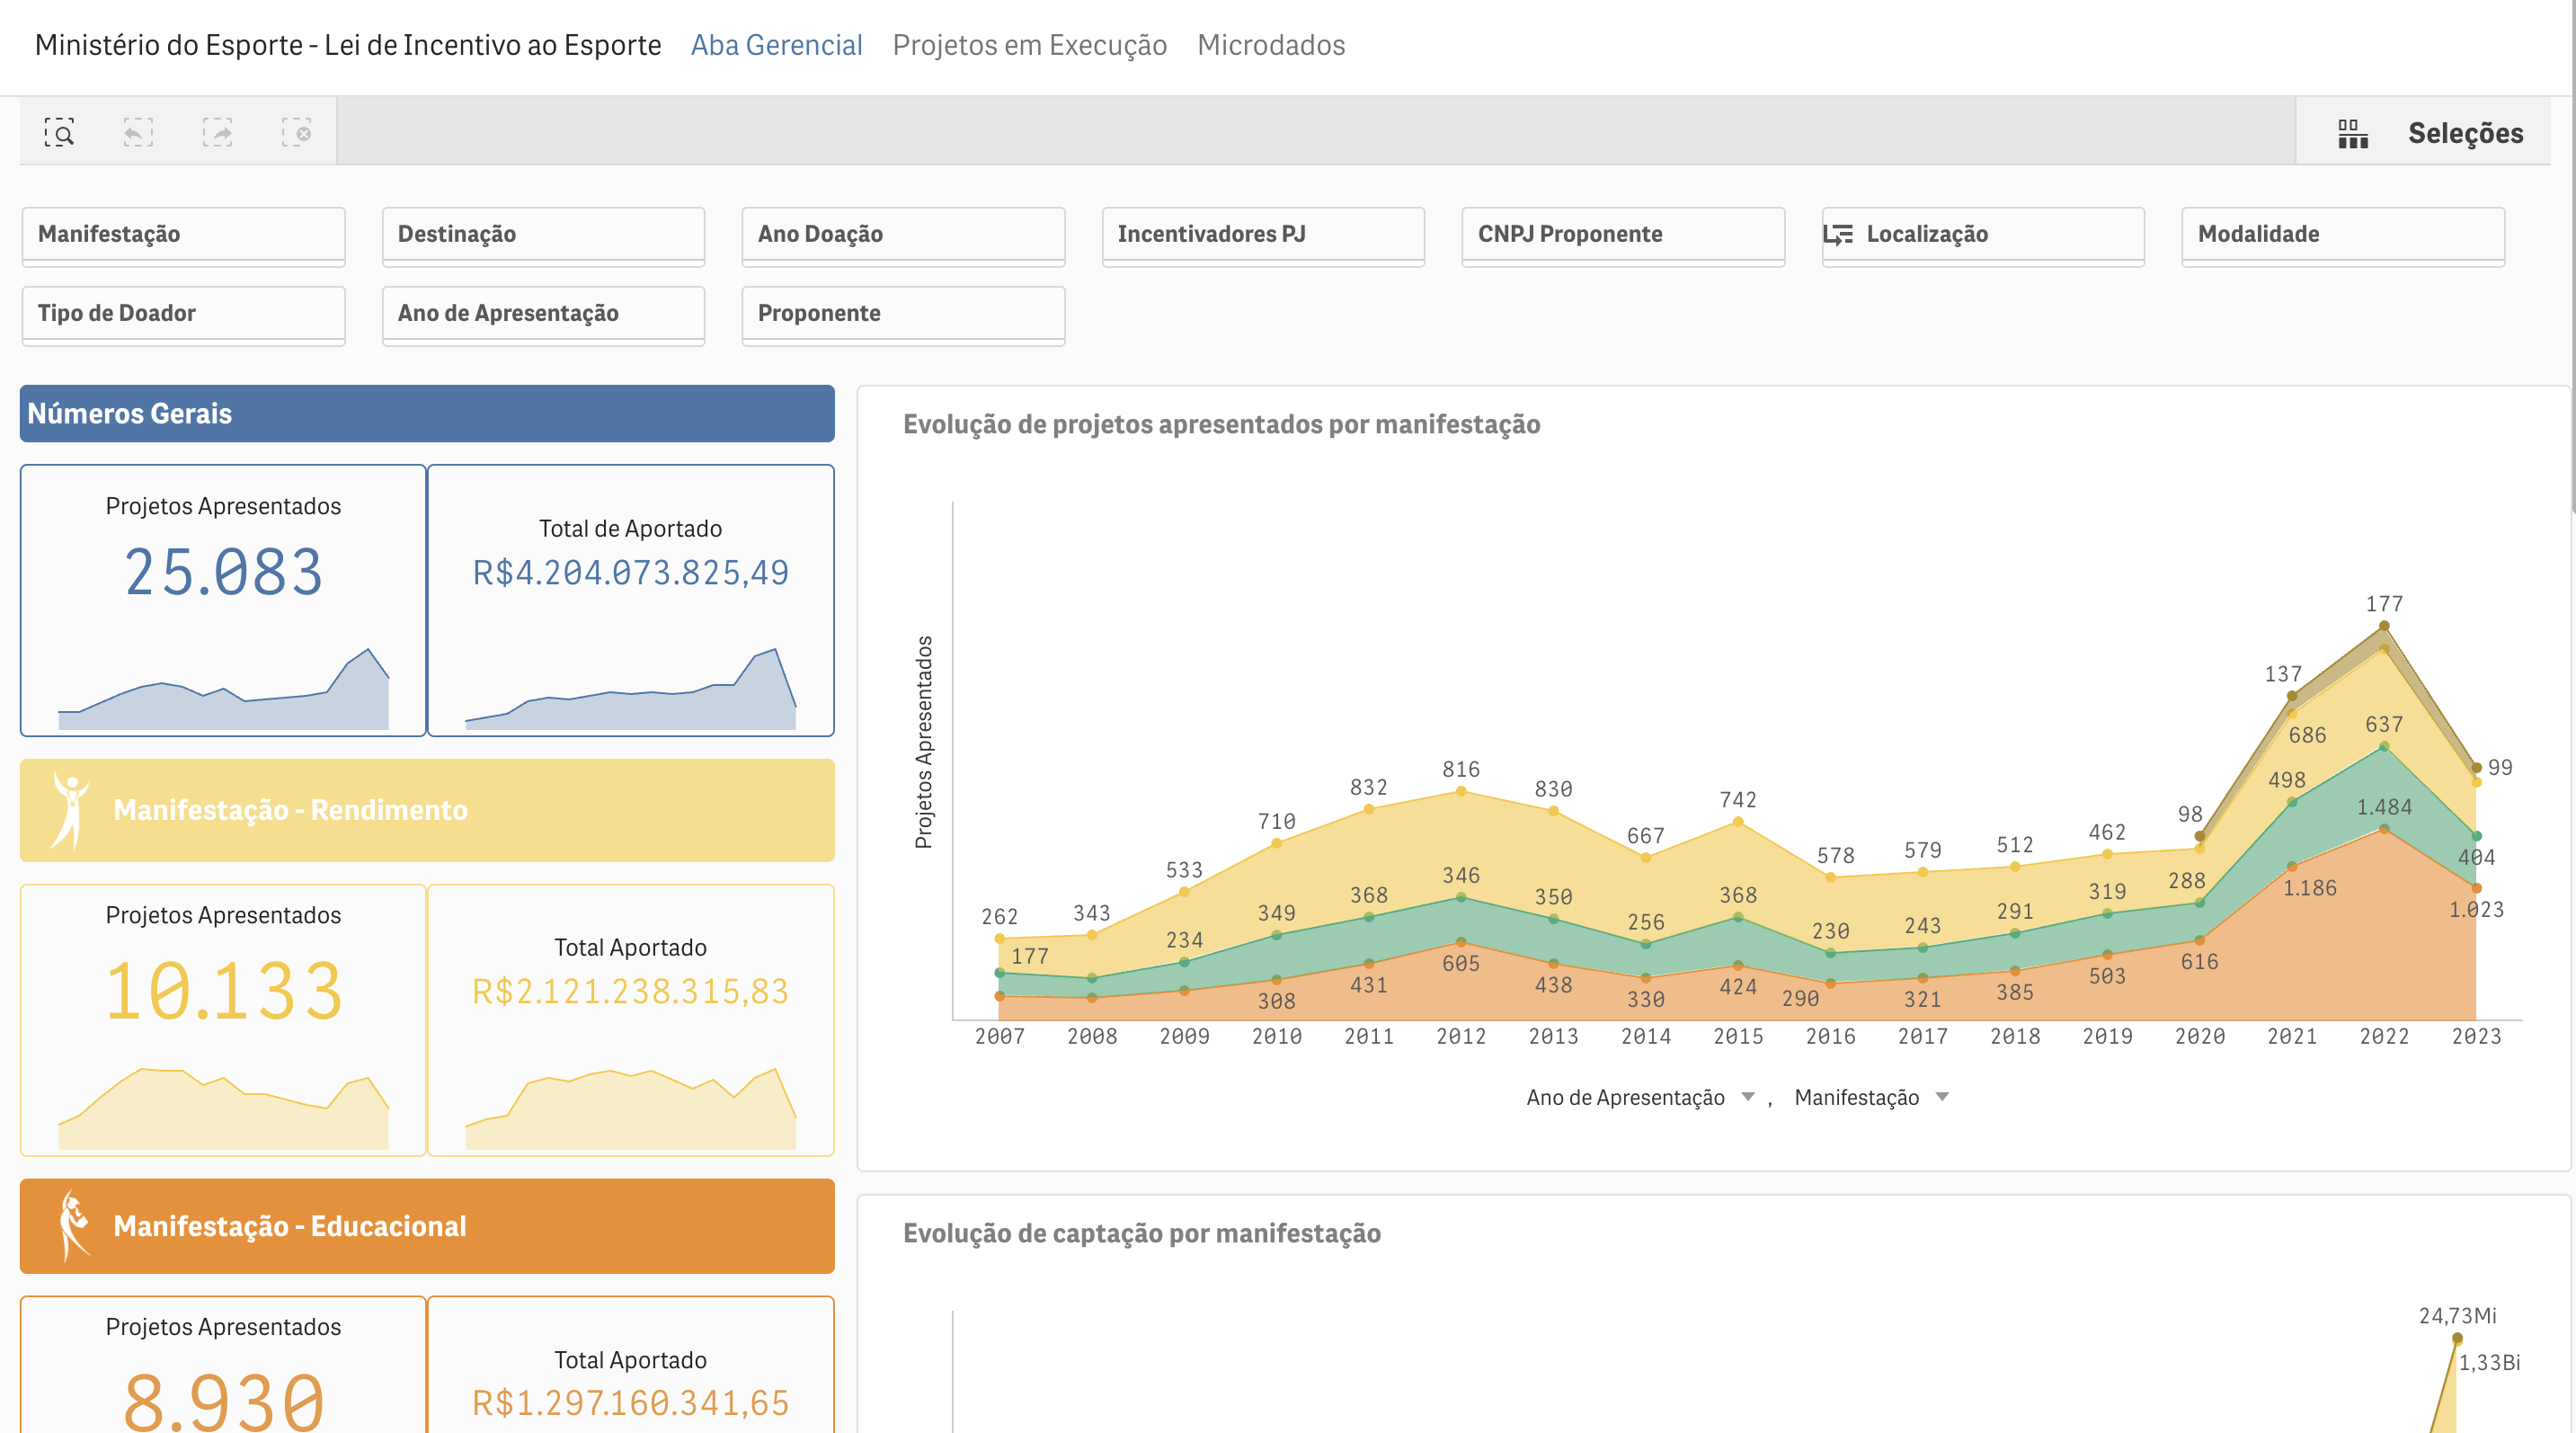 Ministério do Esporte - Lei de Incentivo ao Esporte Aba Gerencial Projetos em Execução Microdados
Seleções
Manifestação Destinação Ano Doação Incentivadores PJ CNPJ Proponente Localização Modalidade
Tipo de Doador Ano de Apresentação Proponente
Números Gerais
Projetos Apresentados
25.083
Total de Aportado
R$4.204.073.825,49
Manifestação - Rendimento
Projetos Apresentados
10.133
Total Aportado
R$2.121.238.315,83
Manifestação - Educacional
Projetos Apresentados
8.930
Total Aportado
R$1.297.160.341,65
Evolução de projetos apresentados por manifestação
Projetos Apresentados
177
137
99
98
262 343 533 710 832 816 830 667 742 578 579 512 462 686 637
177 234 349 368 346 350 256 368 230 243 291 319 288 498 404
308 431 605 438 330 424 290 321 385 503 616 1.186 1.484 1.023
2007 2008 2009 2010 2011 2012 2013 2014 2015 2016 2017 2018 2019 2020 2021 2022 2023
Ano de Apresentação , Manifestação
Evolução de captação por manifestação
24,73Mi
1,33Bi